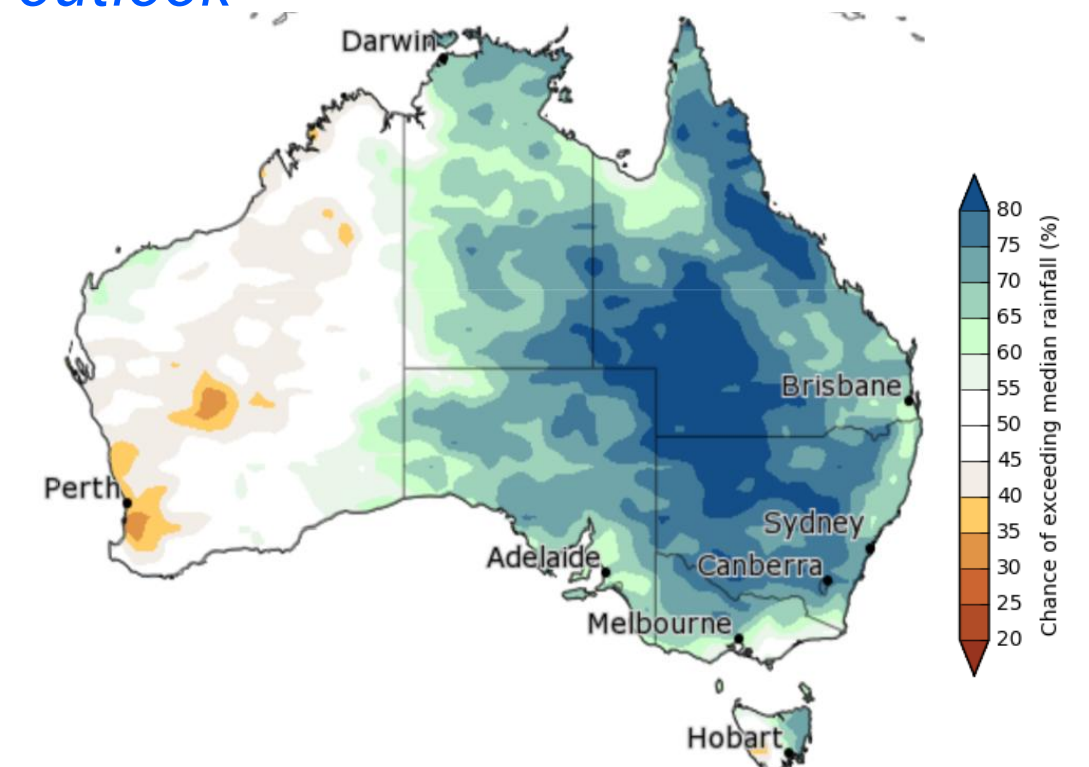 outlook
Darwin
Brisbane
Perth
Sydney
Adelaide
Canberra
Melbourne
Hobart
80
75
70
65
60
55
50
45
40
35
30
25
20
Chance of exceeding median rainfall (%)